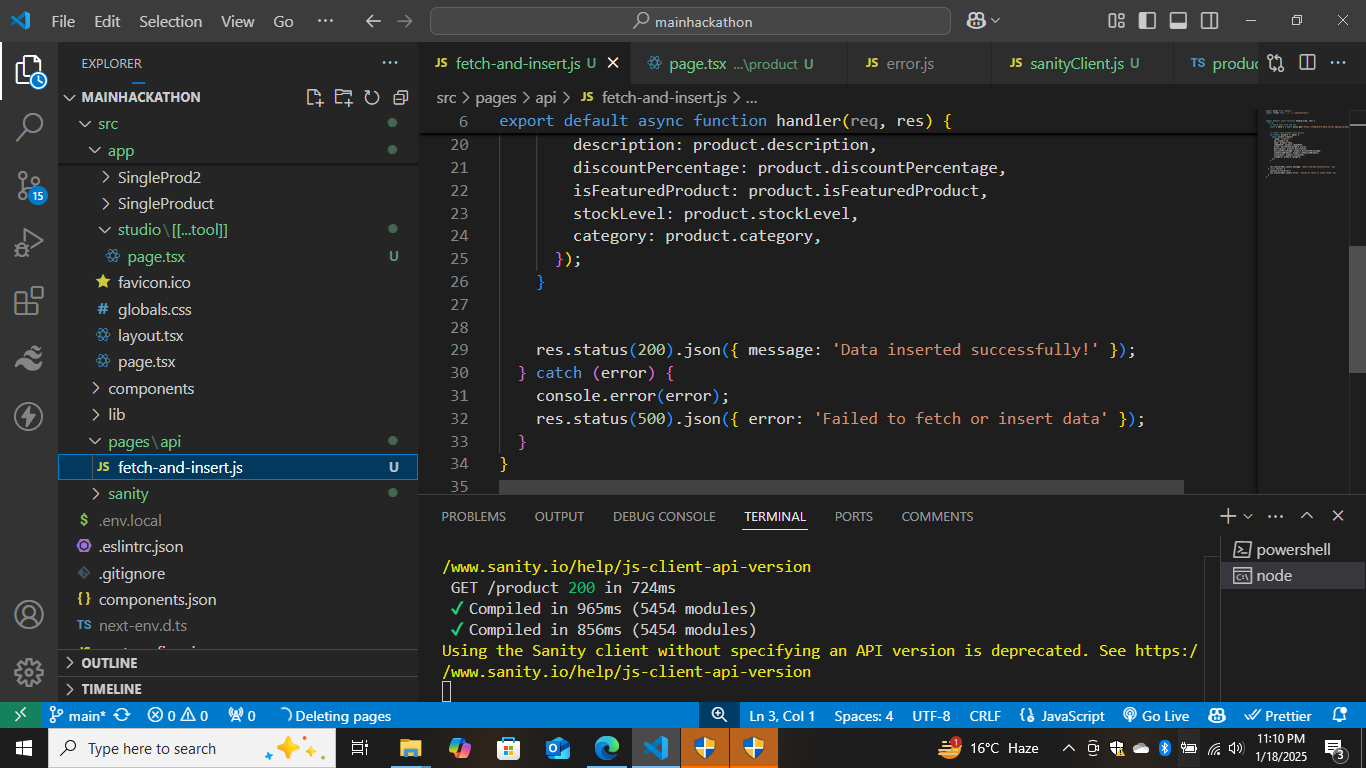 File Edit Selection View Go ··· mainhackathon
EXPLORER
MAINHACKATHON
src
app
SingleProd2
SingleProduct
studio\[[...tool]]
page.tsx U
favicon.ico
# globals.css
layout.tsx
page.tsx
components
lib
pages\api
JS fetch-and-insert.js U
sanity
$ .env.local
.eslintrc.json
.gitignore
{} components.json
TS next-env.d.ts
OUTLINE
TIMELINE
JS fetch-and-insert.js U page.tsx ...\product U JS error.js JS sanityClient.js U TS produc
src > pages > api > JS fetch-and-insert.js > ...
6 export default async function handler(req, res) {
20 description: product.description,
21 discountPercentage: product.discountPercentage,
22 isFeaturedProduct: product.isFeaturedProduct,
23 stockLevel: product.stockLevel,
24 category: product.category,
25 });
26 }
27
28
29 res.status(200).json({ message: 'Data inserted successfully!' });
30 } catch (error) {
31 console.error(error);
32 res.status(500).json({ error: 'Failed to fetch or insert data' });
33 }
34 }
35
PROBLEMS OUTPUT DEBUG CONSOLE TERMINAL PORTS COMMENTS
/www.sanity.io/help/js-client-api-version
GET /product 200 in 724ms
✓ Compiled in 965ms (5454 modules)
✓ Compiled in 856ms (5454 modules)
Using the Sanity client without specifying an API version is deprecated. See https:/
/www.sanity.io/help/js-client-api-version
powershell
node
15
main* 0 0 0 Deleting pages Ln 3, Col 1 Spaces: 4 UTF-8 CRLF {} JavaScript Go Live Prettier
Type here to search 1 16°C Haze 11:10 PM
1/18/2025 3